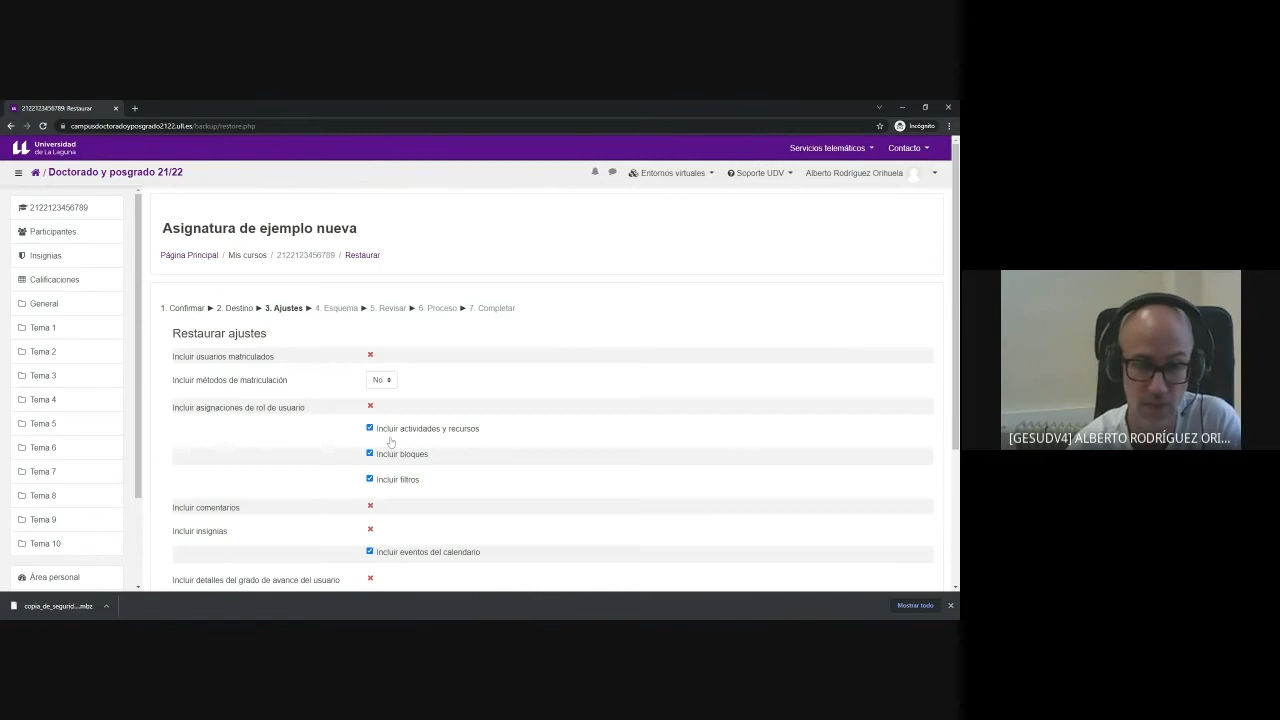 2122123456789: Restaurar
campusdoctoradoyposgrado2122.ull.es/backup/restore.php
Incógnito
Universidad
de La Laguna
Servicios telemáticos
Contacto
/ Doctorado y posgrado 21/22
Entornos virtuales
Soporte UDV
Alberto Rodríguez Orihuela
2122123456789
Participantes
Insignias
Calificaciones
General
Tema 1
Tema 2
Tema 3
Tema 4
Tema 5
Tema 6
Tema 7
Tema 8
Tema 9
Tema 10
Área personal
Asignatura de ejemplo nueva
Página Principal / Mis cursos / 2122123456789 / Restaurar
1. Confirmar ► 2. Destino ► 3. Ajustes ► 4. Esquema ► 5. Revisar ► 6. Proceso ► 7. Completar
Restaurar ajustes
Incluir usuarios matriculados
Incluir métodos de matriculación No
Incluir asignaciones de rol de usuario
Incluir actividades y recursos
Incluir bloques
Incluir filtros
Incluir comentarios
Incluir insignias
Incluir eventos del calendario
Incluir detalles del grado de avance del usuario
copia_de_segurid....mbz
Mostrar todo
[GESUDV4] ALBERTO RODRÍGUEZ ORI...